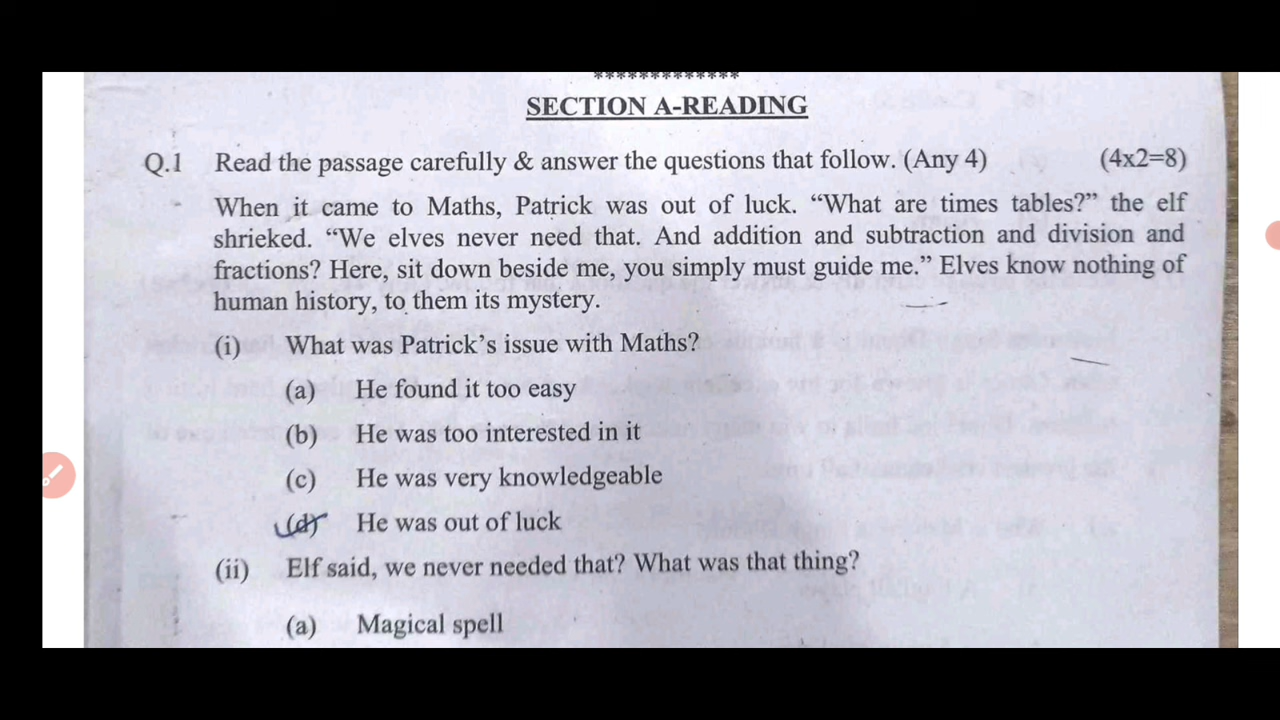 *************
SECTION A-READING
Q.1 Read the passage carefully & answer the questions that follow. (Any 4) (4x2=8)
When it came to Maths, Patrick was out of luck. “What are times tables?” the elf
shrieked. “We elves never need that. And addition and subtraction and division and
fractions? Here, sit down beside me, you simply must guide me.” Elves know nothing of
human history, to them its mystery.
(i) What was Patrick’s issue with Maths?
(a) He found it too easy
(b) He was too interested in it
(c) He was very knowledgeable
(d) He was out of luck
(ii) Elf said, we never needed that? What was that thing?
(a) Magical spell